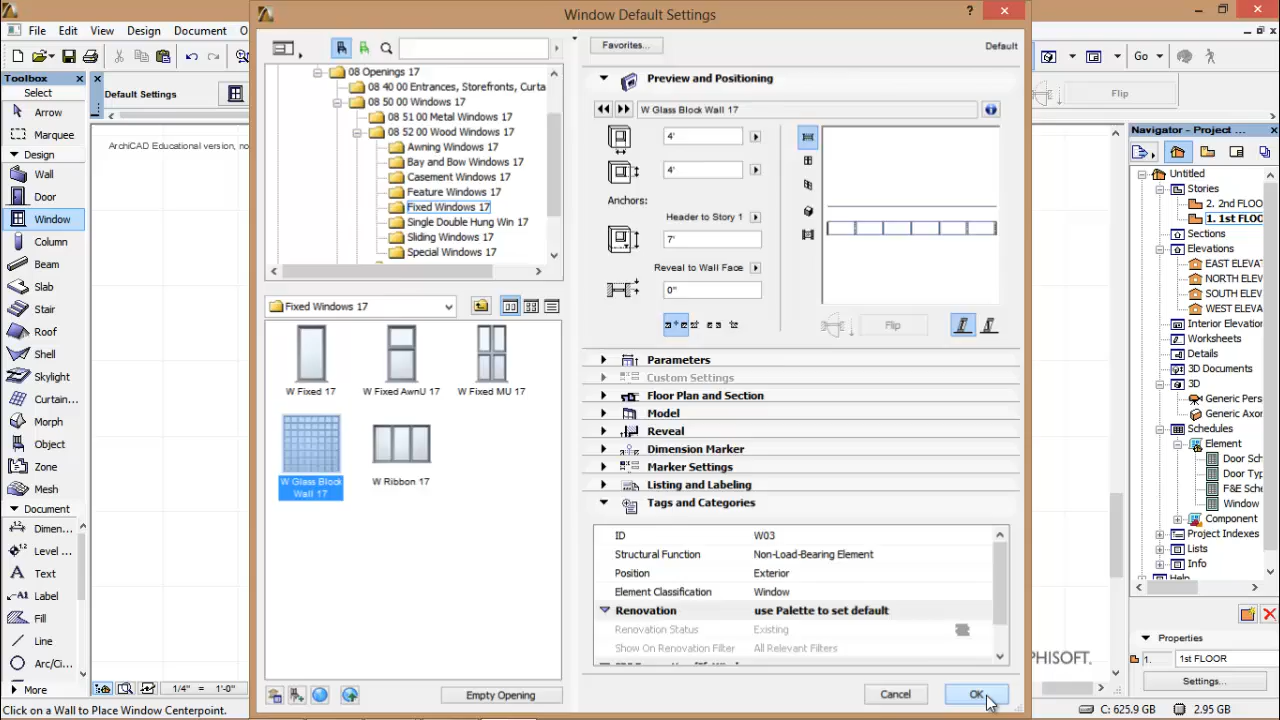 Window Default Settings
?
File Edit View Design Document
Toolbox
Select
Arrow
Marquee
Design
Wall
Door
Window
Column
Beam
Slab
Stair
Roof
Shell
Skylight
Curtain...
Morph
Object
Zone
Mesh
Document
Dimen...
Level ...
Text
Label
Fill
Line
Arc/Ci...
More
Default Settings
ArchiCAD Educational version, no
1/4" = 1'-0"
Click on a Wall to Place Window Centerpoint.
08 Openings 17
08 40 00 Entrances, Storefronts, Curta
08 50 00 Windows 17
08 51 00 Metal Windows 17
08 52 00 Wood Windows 17
Awning Windows 17
Bay and Bow Windows 17
Casement Windows 17
Feature Windows 17
Fixed Windows 17
Single Double Hung Win 17
Sliding Windows 17
Special Windows 17
Fixed Windows 17
W Fixed 17
W Fixed AwnU 17
W Fixed MU 17
W Glass Block
Wall 17
W Ribbon 17
Empty Opening
Favorites...
Default
Preview and Positioning
W Glass Block Wall 17
4'
4'
Anchors:
Header to Story 1
7'
Reveal to Wall Face
0"
Flip
Parameters
Custom Settings
Floor Plan and Section
Model
Reveal
Dimension Marker
Marker Settings
Listing and Labeling
Tags and Categories
ID W03
Structural Function Non-Load-Bearing Element
Position Exterior
Element Classification Window
Renovation use Palette to set default
Renovation Status Existing
Show On Renovation Filter All Relevant Filters
Cancel
OK
Go
Flip
Navigator - Project ...
Untitled
Stories
2. 2nd FLOO
1. 1st FLOO
Sections
Elevations
EAST ELEVA
NORTH ELE
SOUTH ELEV
WEST ELEVA
Interior Elevatio
Worksheets
Details
3D Documents
3D
Generic Pers
Generic Axo
Schedules
Element
Door Sch
Door Typ
F&E Sche
Window
Component
Project Indexes
Lists
Info
Help
Properties
1. 1st FLOOR
Settings...
PHISOFT.
C: 625.9 GB
2.95 GB